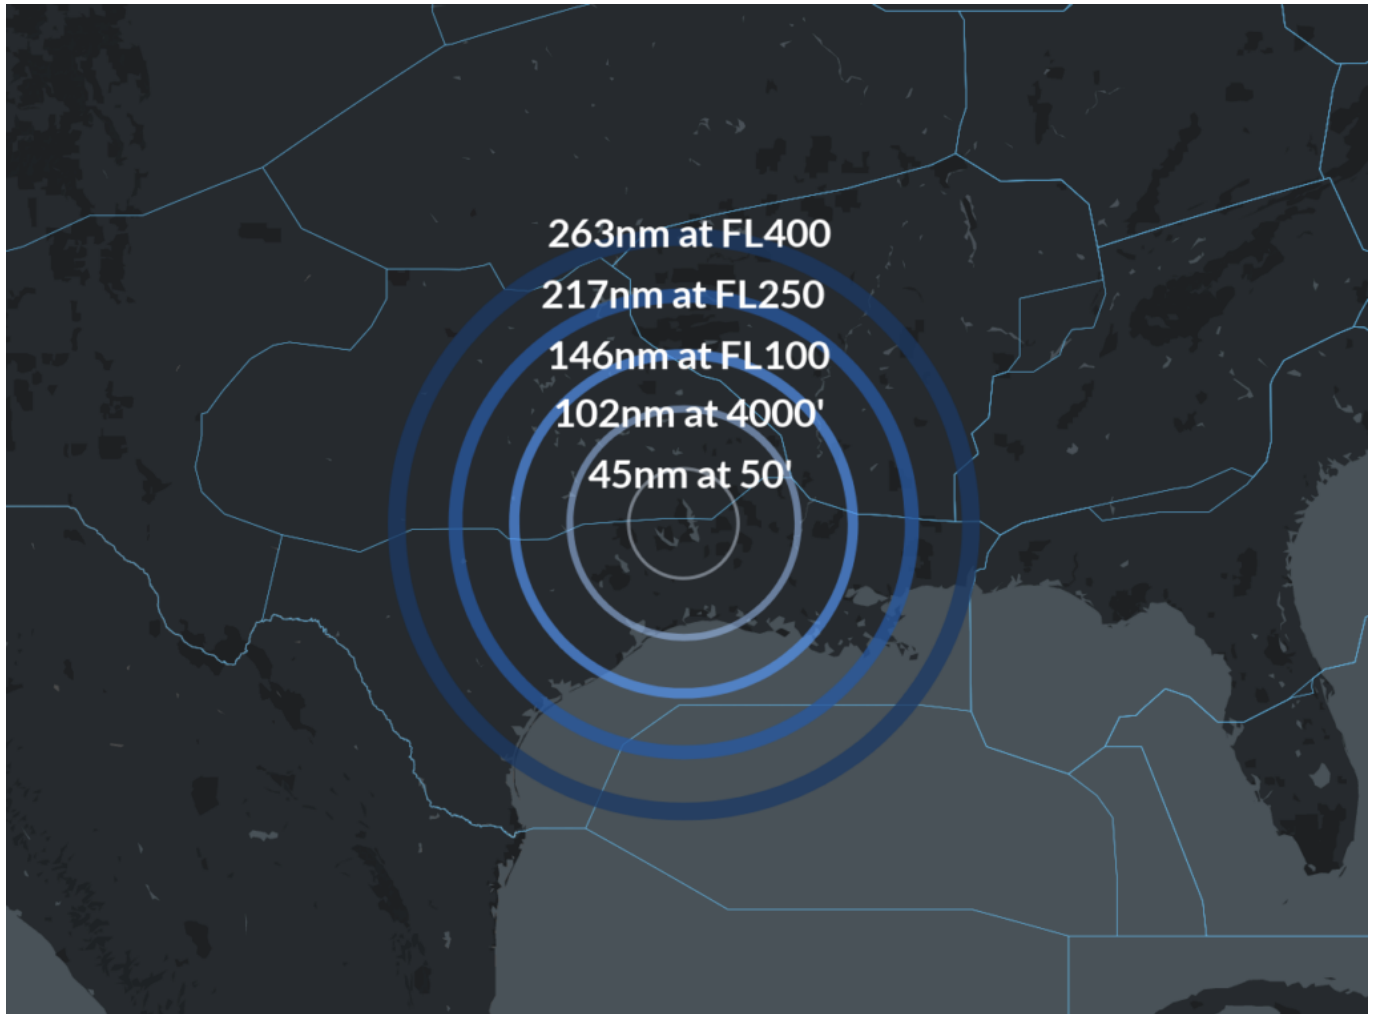 263nm at FL400
217nm at FL250
146nm at FL100
102nm at 4000'
45nm at 50'